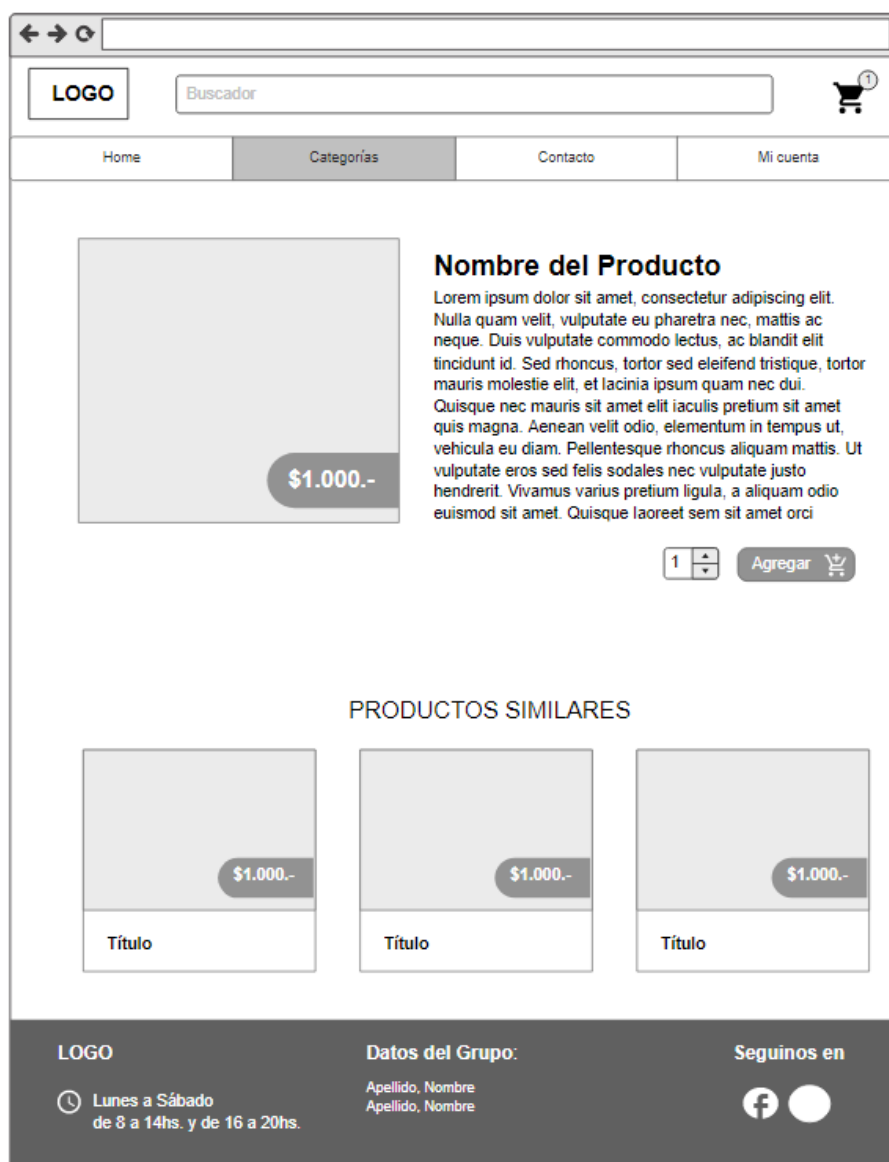 LOGO
Buscador
1
Home
Categorías
Contacto
Mi cuenta
Nombre del Producto
Lorem ipsum dolor sit amet, consectetur adipiscing elit.
Nulla quam velit, vulputate eu pharetra nec, mattis ac
neque. Duis vulputate commodo lectus, ac blandit elit
tincidunt id. Sed rhoncus, tortor sed eleifend tristique, tortor
mauris molestie elit, et lacinia ipsum quam nec dui.
Quisque nec mauris sit amet elit iaculis pretium sit amet
quis magna. Aenean velit odio, elementum in tempus ut,
vehicula eu diam. Pellentesque rhoncus aliquam mattis. Ut
vulputate eros sed felis sodales nec vulputate justo
hendrerit. Vivamus varius pretium ligula, a aliquam odio
euismod sit amet. Quisque laoreet sem sit amet orci
$1.000.-
1
Agregar
PRODUCTOS SIMILARES
$1.000.-
$1.000.-
$1.000.-
Título
Título
Título
LOGO
Lunes a Sábado
de 8 a 14hs. y de 16 a 20hs.
Datos del Grupo:
Apellido, Nombre
Apellido, Nombre
Seguinos en